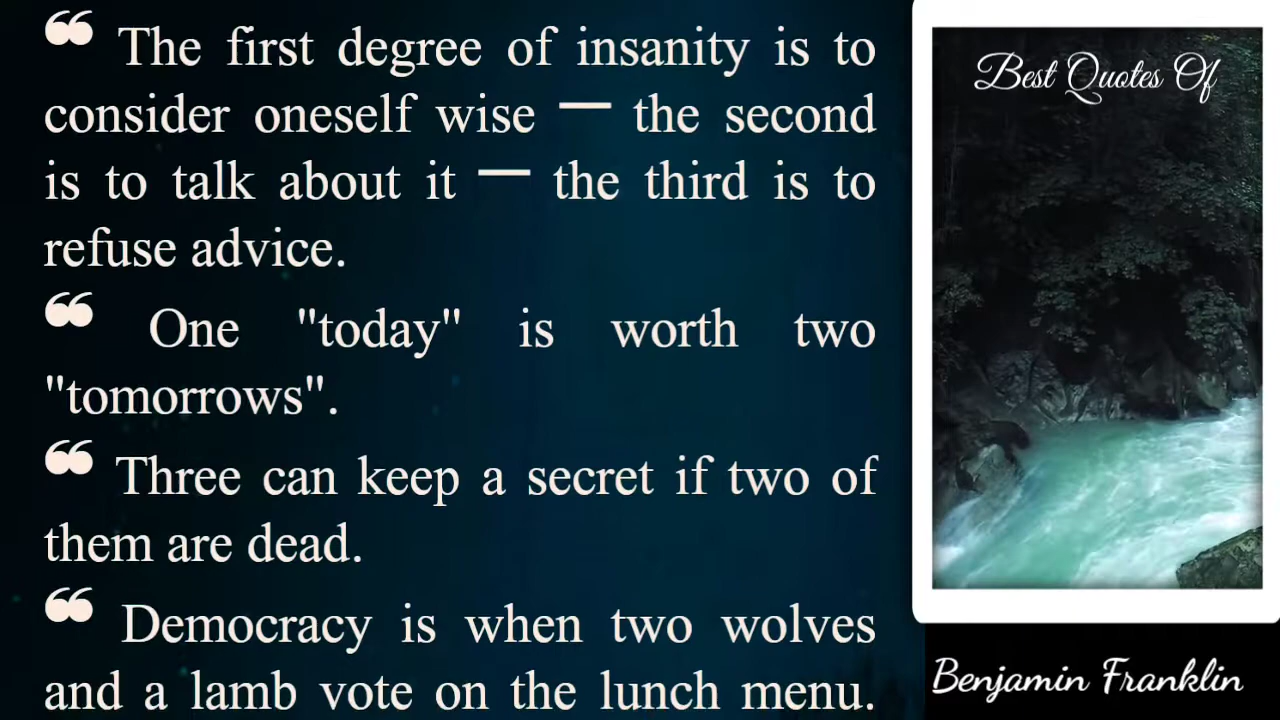 ❝ The first degree of insanity is to
consider oneself wise — the second
is to talk about it — the third is to
refuse advice.
❝ One "today" is worth two
"tomorrows".
❝ Three can keep a secret if two of
them are dead.
❝ Democracy is when two wolves
and a lamb vote on the lunch menu.
Best Quotes Of
Benjamin Franklin